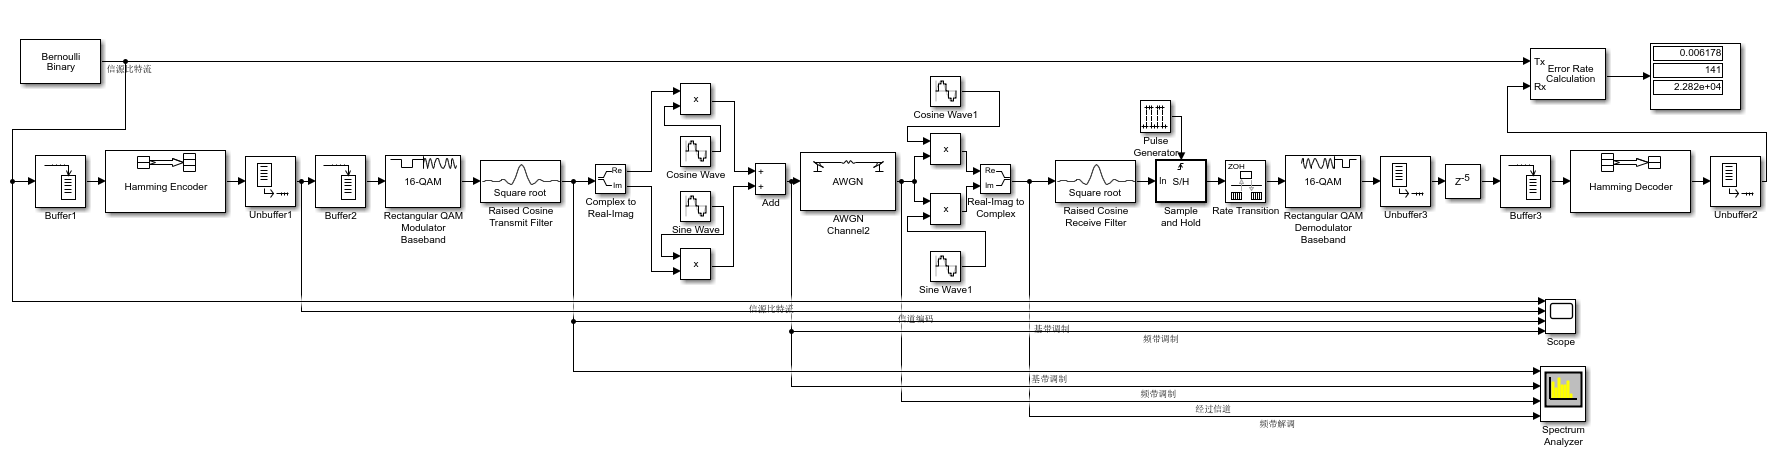 Bernoulli
Binary
信源比特流
Tx
Rx
Error Rate
Calculation
0.006178
141
2.282e+04
x
Cosine Wave
Cosine Wave1
x
Pulse
Generator
Buffer1
Hamming Encoder
Unbuffer1
Buffer2
16-QAM
Rectangular QAM
Modulator
Baseband
Square root
Raised Cosine
Transmit Filter
Re
Im
Complex to
Real-Imag
Sine Wave
x
+
+
Add
AWGN
AWGN
Channel2
x
Sine Wave1
Re
Im
Real-Imag to
Complex
Square root
Raised Cosine
Receive Filter
In
S/H
Sample
and Hold
ZOH
Rate Transition
16-QAM
Rectangular QAM
Demodulator
Baseband
Unbuffer3
Z-5
Buffer3
Hamming Decoder
Unbuffer2
信源比特流
信道编码
基带调制
频带调制
Scope
基带调制
频带调制
经过信道
频带解调
Spectrum
Analyzer